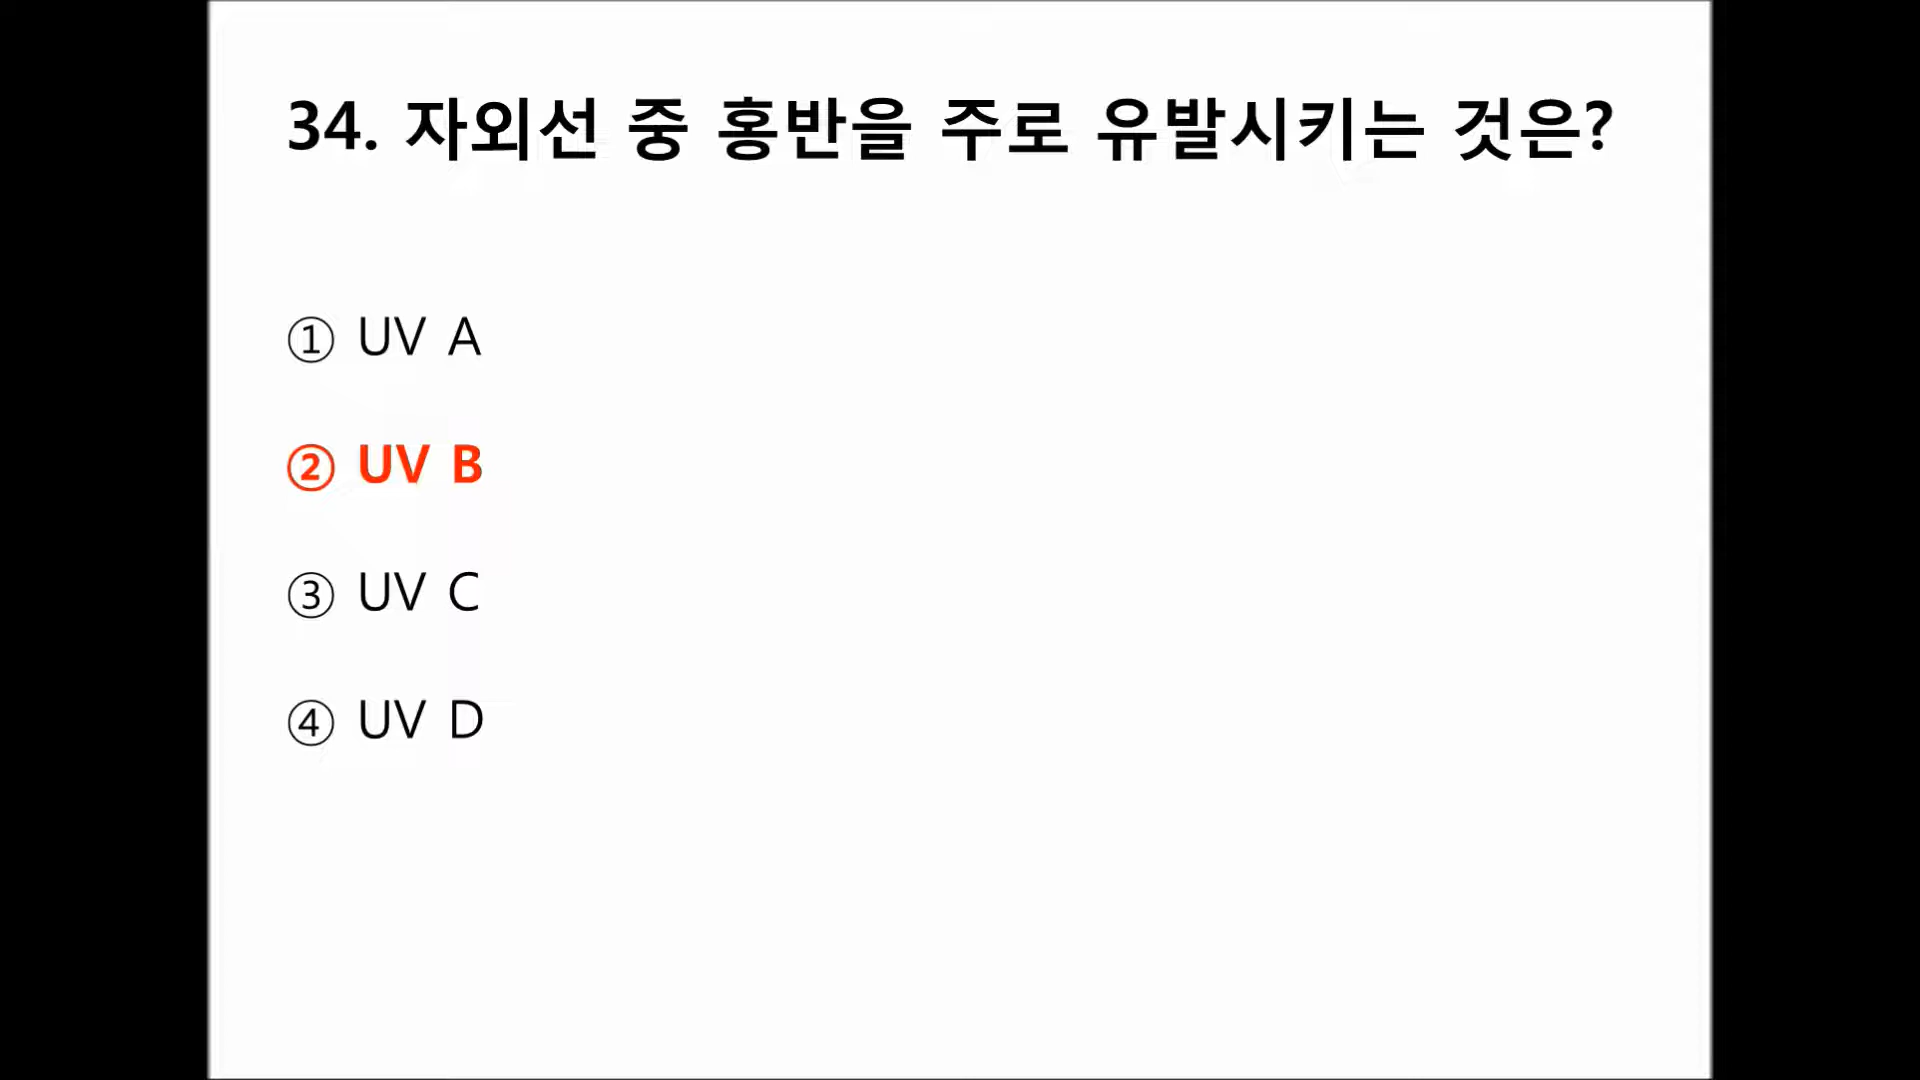 34. 자외선 중 홍반을 주로 유발시키는 것은?
① UV A
② UV B
③ UV C
④ UV D